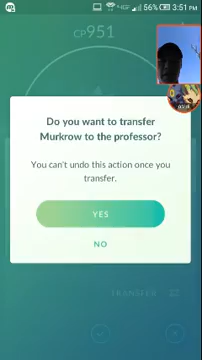 56% 3:51 PM
CP951
Do you want to transfer
Murkrow to the professor?
You can't undo this action once you
transfer.
YES
NO
TRANSFER